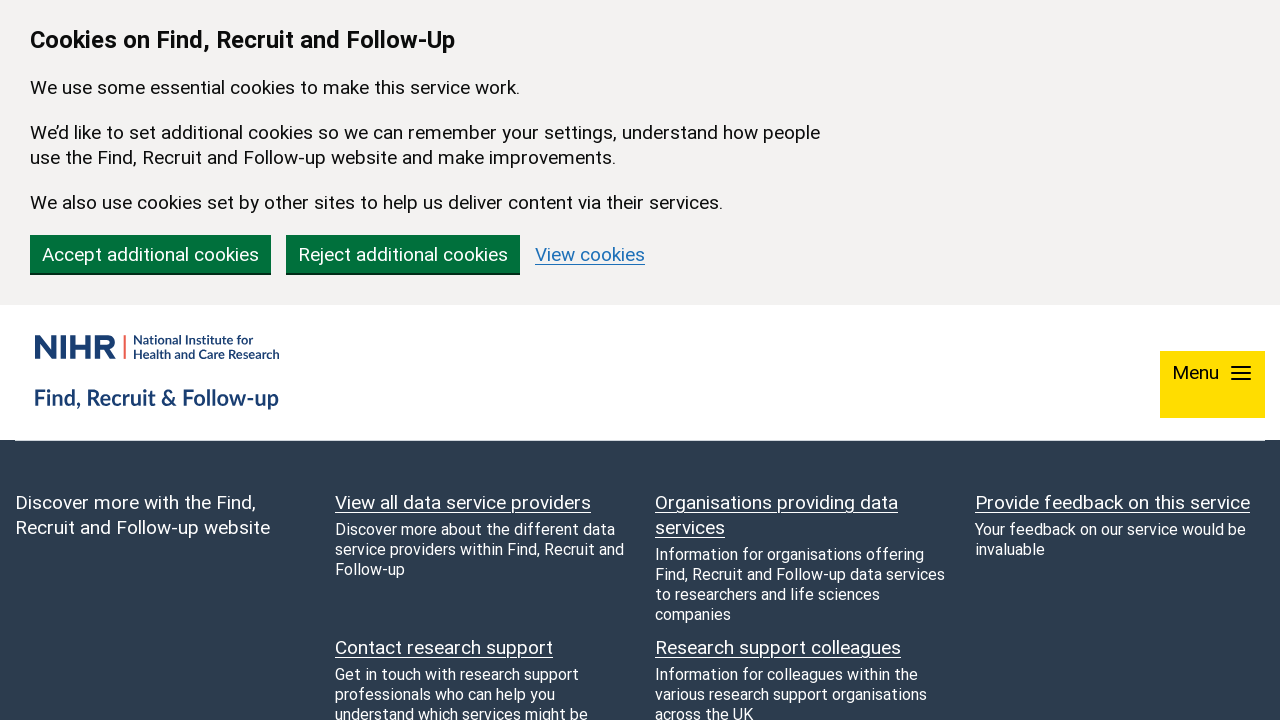 Cookies on Find, Recruit and Follow-Up
We use some essential cookies to make this service work.
We’d like to set additional cookies so we can remember your settings, understand how people
use the Find, Recruit and Follow-up website and make improvements.
We also use cookies set by other sites to help us deliver content via their services.
Accept additional cookies
Reject additional cookies
View cookies
NIHR
National Institute for
Health and Care Research
Find, Recruit & Follow-up
Menu
Discover more with the Find,
Recruit and Follow-up website
View all data service providers
Discover more about the different data
service providers within Find, Recruit and
Follow-up
Organisations providing data
services
Information for organisations offering
Find, Recruit and Follow-up data services
to researchers and life sciences
companies
Provide feedback on this service
Your feedback on our service would be
invaluable
Contact research support
Get in touch with research support
professionals who can help you
understand which services might be
Research support colleagues
Information for colleagues within the
various research support organisations
across the UK